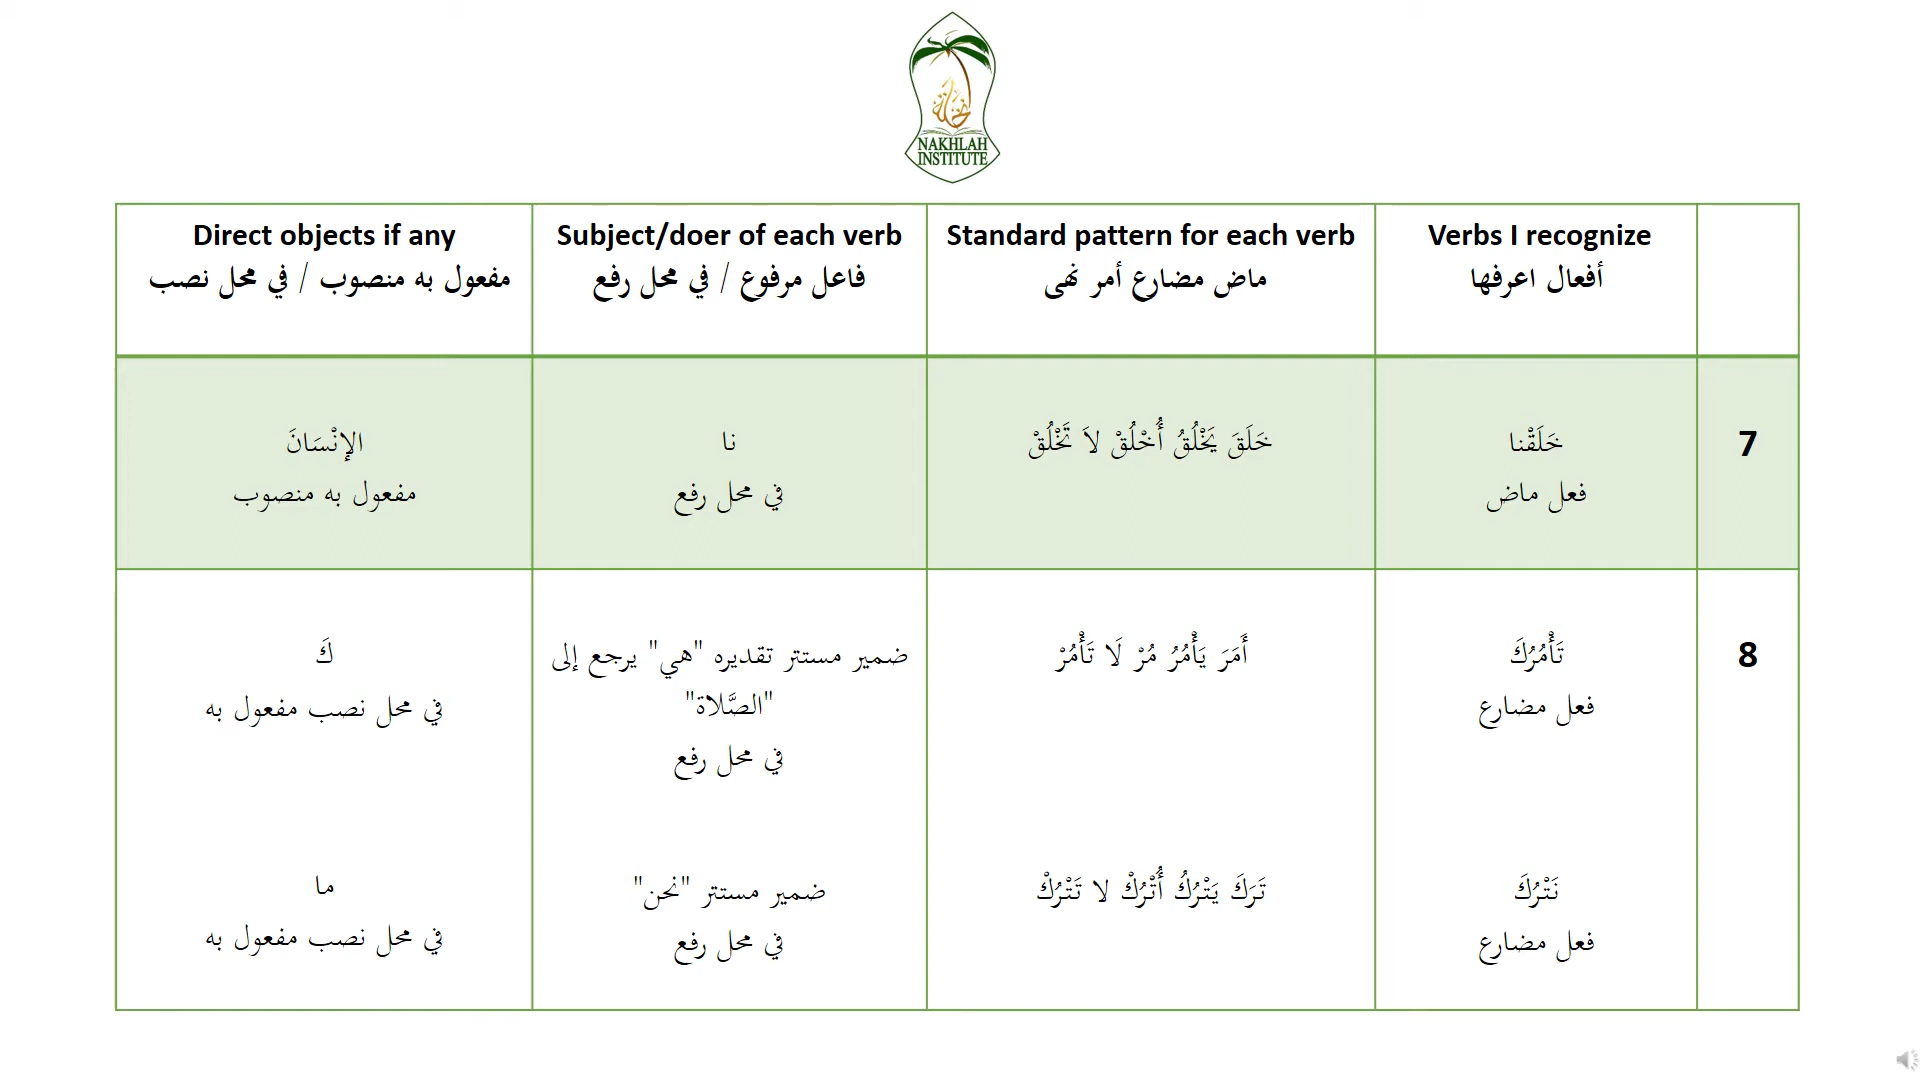 نخلة
NAKHLAH
INSTITUTE
Verbs I recognize
أفعال اعرفها
Standard pattern for each verb
ماض مضارع أمر نهى
Subject/doer of each verb
فاعل مرفوع / في محل رفع
Direct objects if any
مفعول به منصوب / في محل نصب
7
خَلَقْنا
فعل ماض
خَلَقَ يَخْلُقُ أُخْلُقْ لاَ تَخْلُقْ
نا
في محل رفع
الإنْسَانَ
مفعول به منصوب
8
تَأْمُرُكَ
فعل مضارع
أَمَرَ يَأْمُرُ مُرْ لَا تَأْمُرْ
ضمير مستتر تقديره "هي" يرجع إلى
"الصَّلاة"
في محل رفع
كَ
في محل نصب مفعول به
نَتْرُكَ
فعل مضارع
تَرَكَ يَتْرُكُ أُتْرُكْ لا تَتْرُكْ
ضمير مستتر "نحن"
في محل رفع
ما
في محل نصب مفعول به